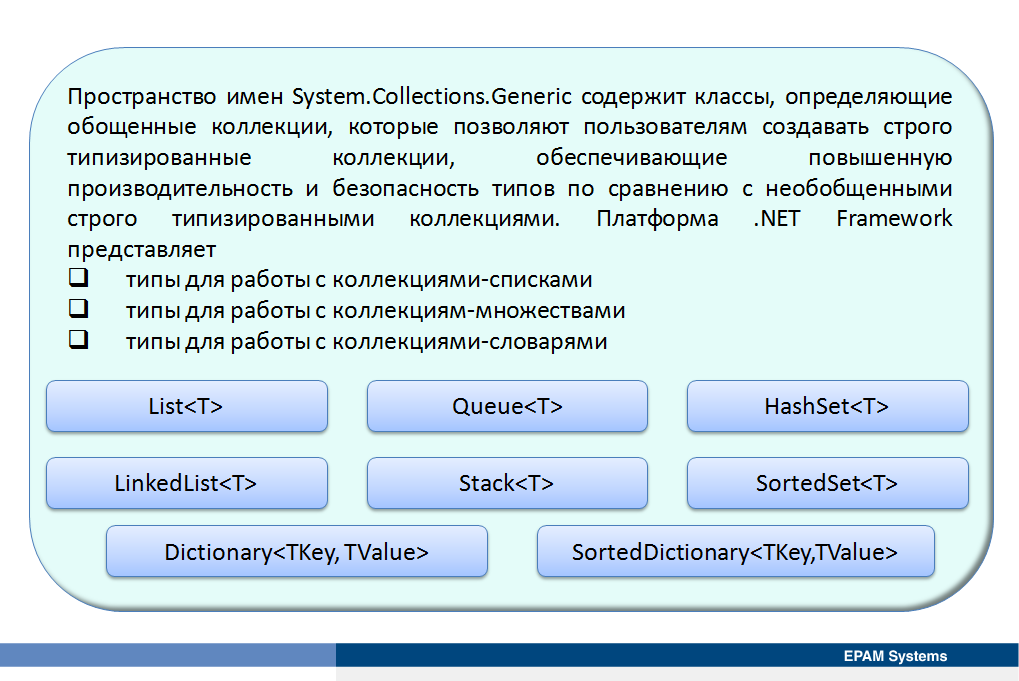 Пространство имен System.Collections.Generic содержит классы, определяющие
обощенные коллекции, которые позволяют пользователям создавать строго
типизированные коллекции, обеспечивающие повышенную
производительность и безопасность типов по сравнению с необобщенными
строго типизированными коллекциями. Платформа .NET Framework
представляет
❑ типы для работы с коллекциями-списками
❑ типы для работы с коллекциям-множествами
❑ типы для работы с коллекциями-словарями
List<T> Queue<T> HashSet<T>
LinkedList<T> Stack<T> SortedSet<T>
Dictionary<TKey, TValue> SortedDictionary<TKey,TValue>
EPAM Systems